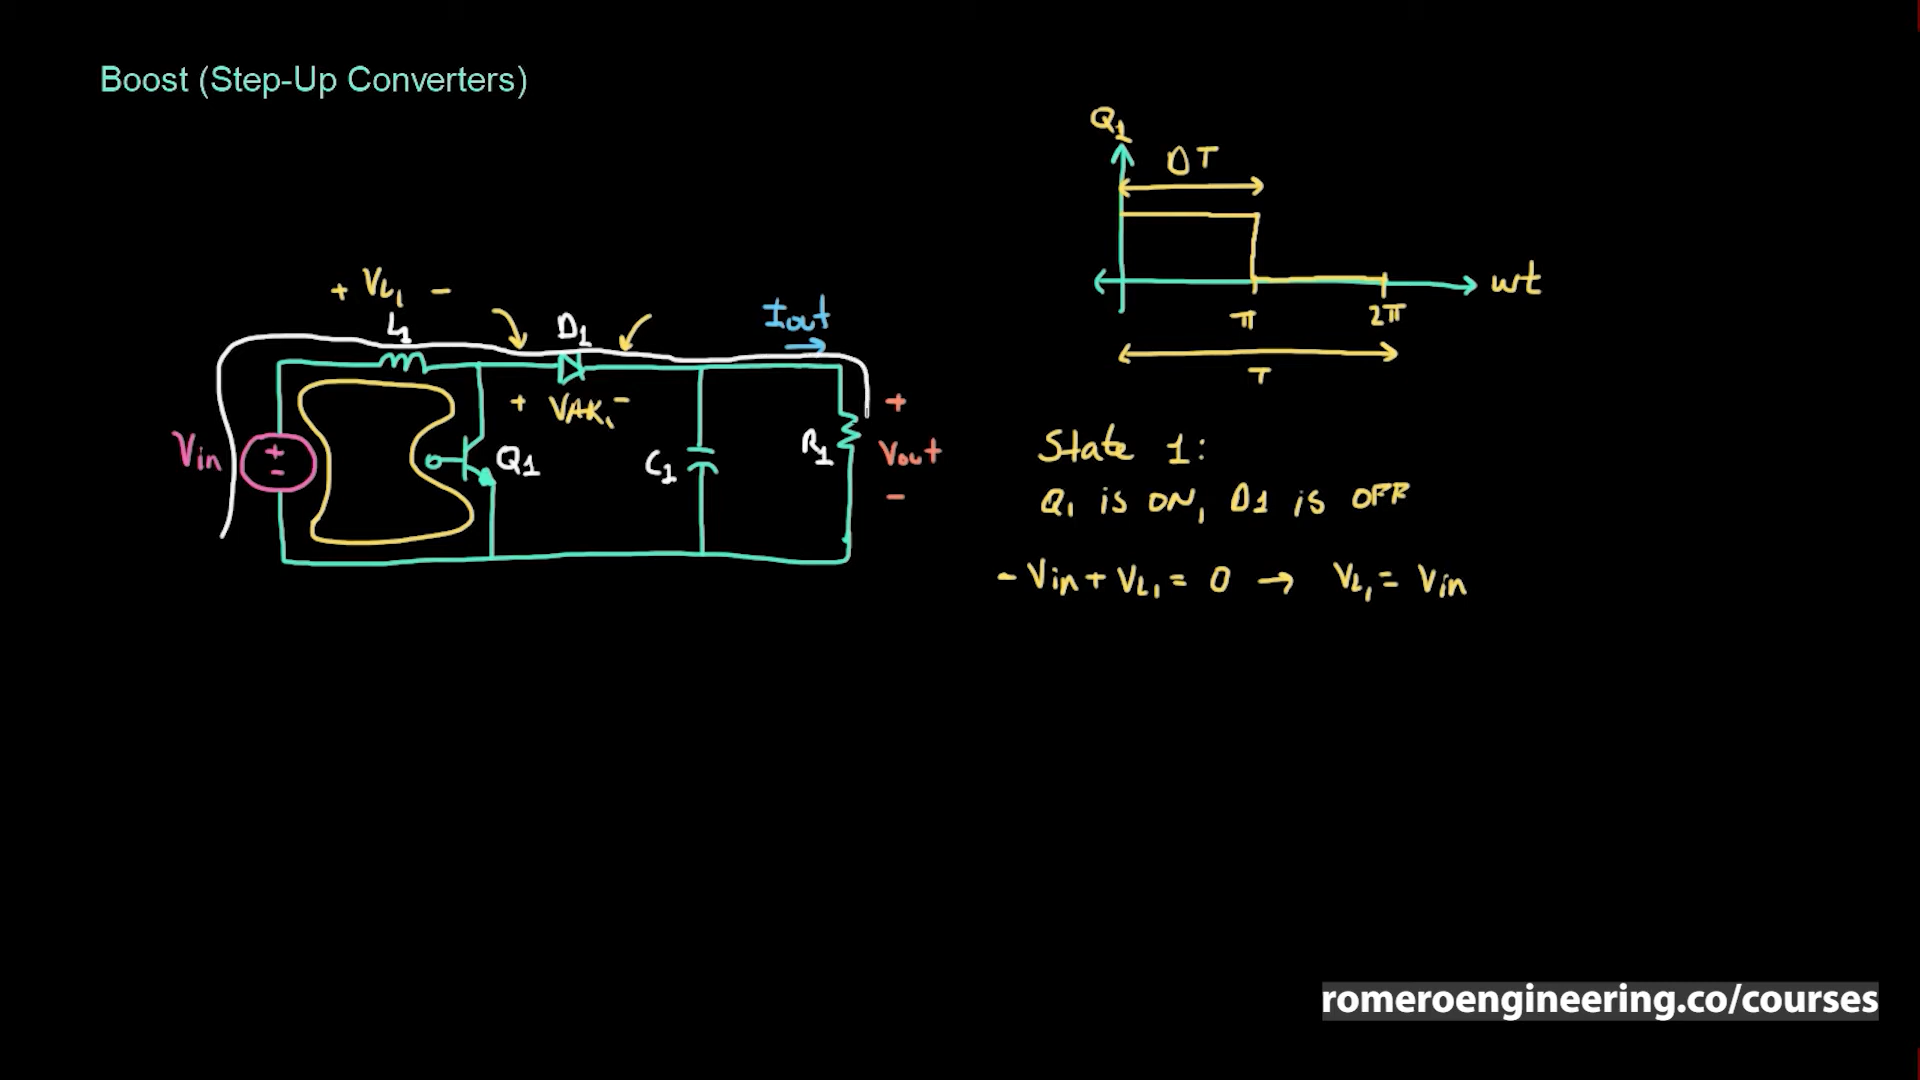 Boost (Step-Up Converters)
Q1
DT
wt
π
2π
T
+ VL1 -
L1
D1
Iout
+ VAK1 -
Vin
+
-
Q1
C1
R1
+
Vout
-
State 1:
Q1 is ON, D1 is OFF
- Vin + VL1 = 0 → VL1 = Vin
romeroengineering.co/courses